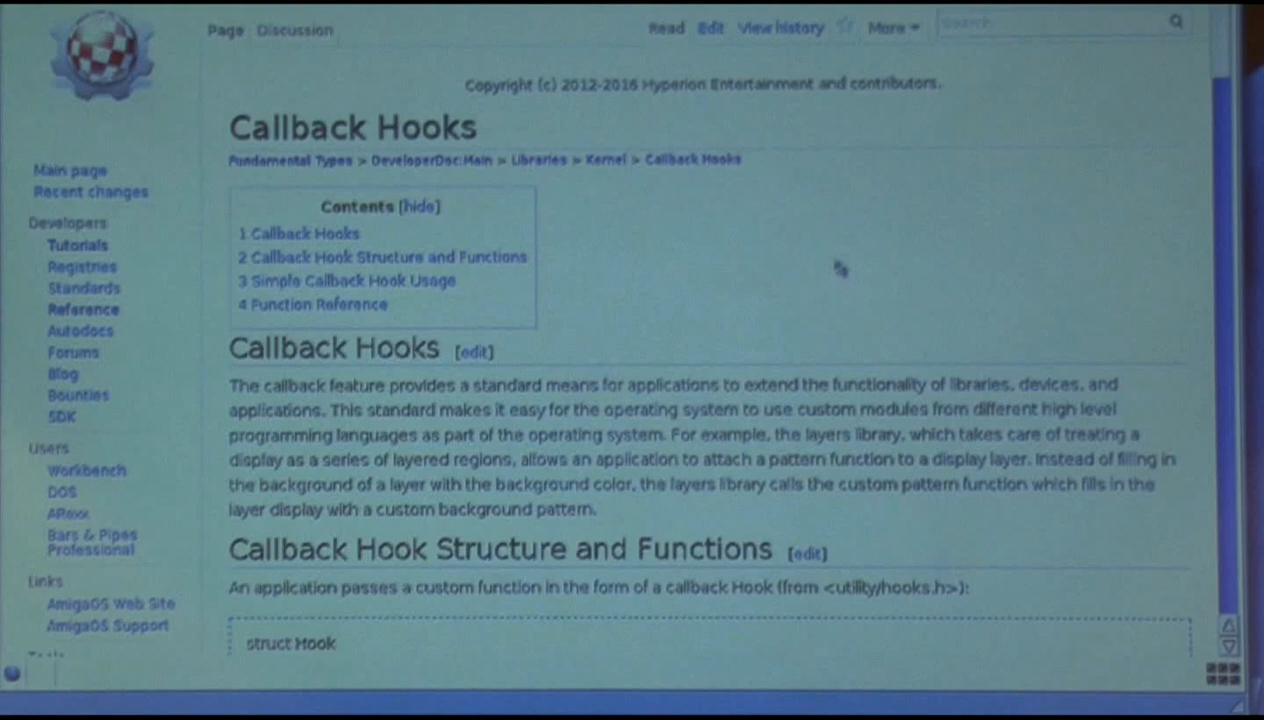 Page Discussion Read Edit View history More Search
Copyright (c) 2012-2016 Hyperion Entertainment and contributors.
Callback Hooks
Fundamental Types > DeveloperDoc:Main > Libraries > Kernel > Callback Hooks
Main page
Recent changes
Developers
Tutorials
Registries
Standards
Reference
Autodocs
Forums
Blog
Bounties
SDK
Users
Workbench
DOS
ARexx
Bars & Pipes
Professional
Links
AmigaOS Web Site
AmigaOS Support
Contents [hide]
1 Callback Hooks
2 Callback Hook Structure and Functions
3 Simple Callback Hook Usage
4 Function Reference
Callback Hooks [edit]
The callback feature provides a standard means for applications to extend the functionality of libraries, devices, and
applications. This standard makes it easy for the operating system to use custom modules from different high level
programming languages as part of the operating system. For example, the layers library, which takes care of treating a
display as a series of layered regions, allows an application to attach a pattern function to a display layer. Instead of filling in
the background of a layer with the background color, the layers library calls the custom pattern function which fills in the
layer display with a custom background pattern.
Callback Hook Structure and Functions [edit]
An application passes a custom function in the form of a callback Hook (from <utility/hooks.h>):
struct Hook